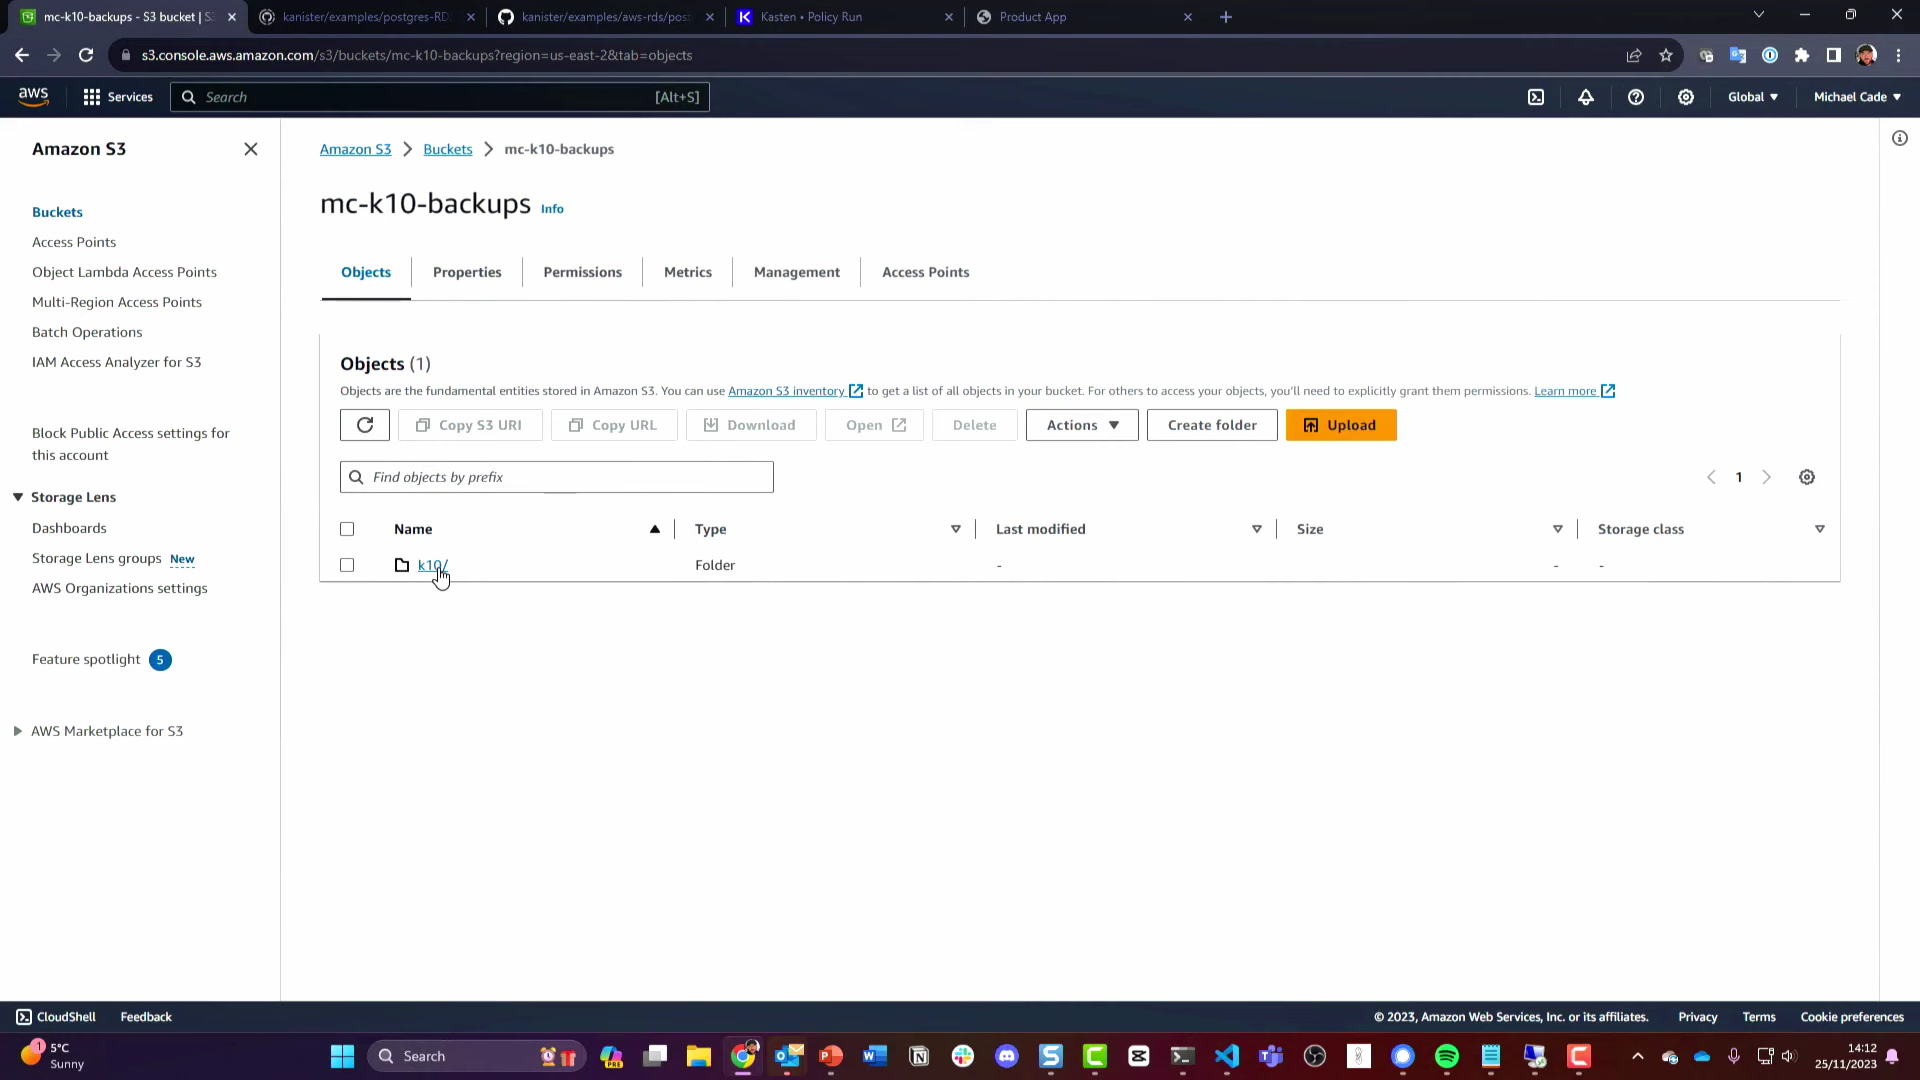 mc-k10-backups - S3 bucket | S3
kanister/examples/postgres-RD
kanister/examples/aws-rds/post
Kasten • Policy Run
Product App
s3.console.aws.amazon.com/s3/buckets/mc-k10-backups?region=us-east-2&tab=objects
aws
Services
Search
[Alt+S]
Global
Michael Cade
Amazon S3
Buckets
Access Points
Object Lambda Access Points
Multi-Region Access Points
Batch Operations
IAM Access Analyzer for S3
Block Public Access settings for
this account
Storage Lens
Dashboards
Storage Lens groups New
AWS Organizations settings
Feature spotlight 5
AWS Marketplace for S3
Amazon S3 > Buckets > mc-k10-backups
mc-k10-backups Info
Objects
Properties
Permissions
Metrics
Management
Access Points
Objects (1)
Objects are the fundamental entities stored in Amazon S3. You can use Amazon S3 inventory to get a list of all objects in your bucket. For others to access your objects, you'll need to explicitly grant them permissions. Learn more
Copy S3 URI
Copy URL
Download
Open
Delete
Actions
Create folder
Upload
Find objects by prefix
1
Name
Type
Last modified
Size
Storage class
k10/
Folder
-
-
-
CloudShell
Feedback
© 2023, Amazon Web Services, Inc. or its affiliates.
Privacy
Terms
Cookie preferences
1
5°C
Sunny
Search
PRE
14:12
25/11/2023